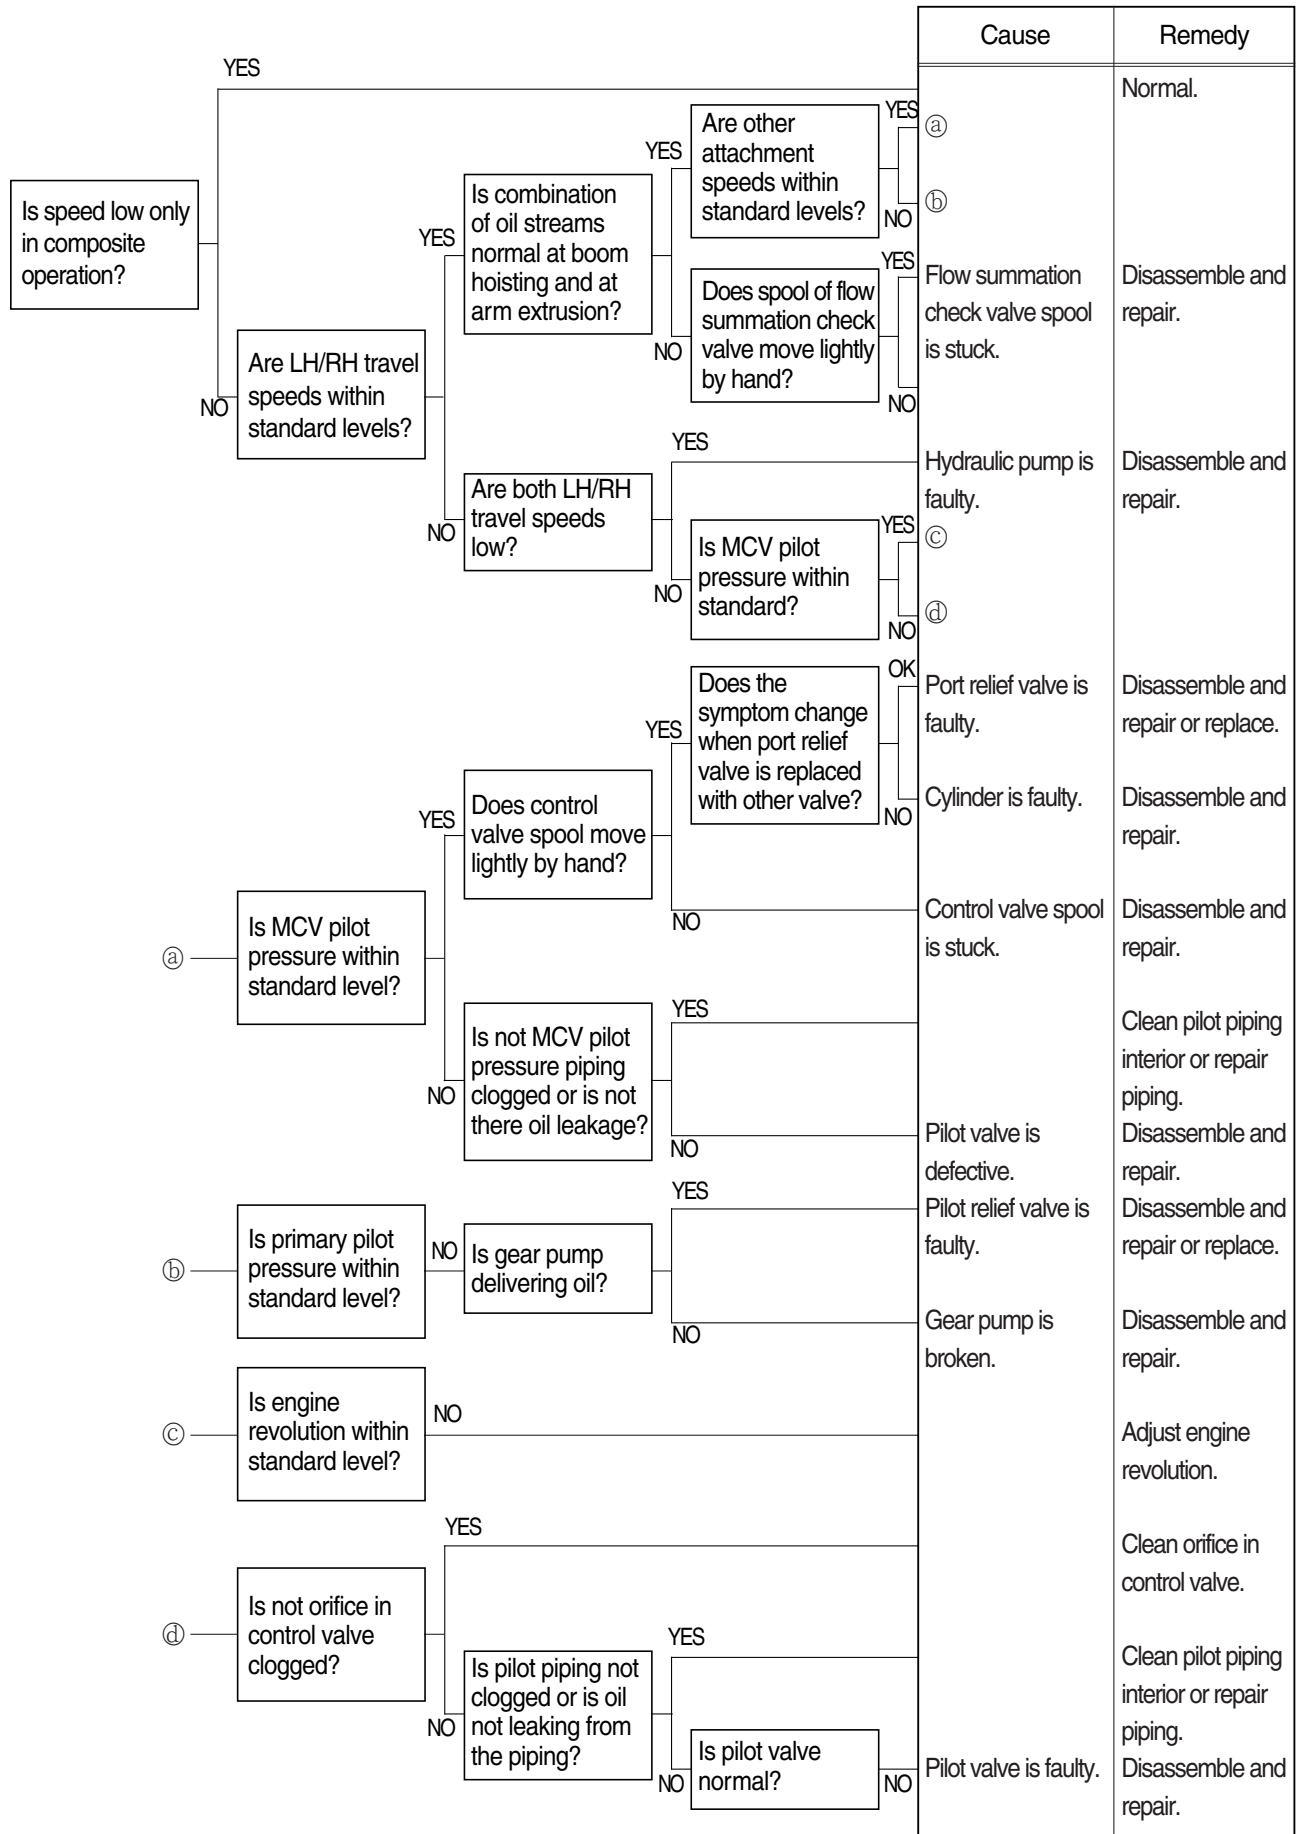 Cause
Remedy
YES
Normal.
Is speed low only
in composite
operation?
NO
Are LH/RH travel
speeds within
standard levels?
YES
Is combination
of oil streams
normal at boom
hoisting and at
arm extrusion?
YES
Are other
attachment
speeds within
standard levels?
YES
ⓐ
NO
ⓑ
NO
Does spool of flow
summation check
valve move lightly
by hand?
YES
Flow summation
check valve spool
is stuck.
Disassemble and
repair.
NO
NO
Are both LH/RH
travel speeds
low?
YES
Hydraulic pump is
faulty.
Disassemble and
repair.
NO
Is MCV pilot
pressure within
standard?
YES
ⓒ
NO
ⓓ
ⓐ
Is MCV pilot
pressure within
standard level?
YES
Does control
valve spool move
lightly by hand?
YES
Does the
symptom change
when port relief
valve is replaced
with other valve?
OK
Port relief valve is
faulty.
Disassemble and
repair or replace.
NO
Cylinder is faulty.
Disassemble and
repair.
NO
Control valve spool
is stuck.
Disassemble and
repair.
NO
Is not MCV pilot
pressure piping
clogged or is not
there oil leakage?
YES
Clean pilot piping
interior or repair
piping.
NO
Pilot valve is
defective.
Disassemble and
repair.
ⓑ
Is primary pilot
pressure within
standard level?
NO
Is gear pump
delivering oil?
YES
Pilot relief valve is
faulty.
Disassemble and
repair or replace.
NO
Gear pump is
broken.
Disassemble and
repair.
ⓒ
Is engine
revolution within
standard level?
NO
Adjust engine
revolution.
ⓓ
Is not orifice in
control valve
clogged?
YES
Clean orifice in
control valve.
NO
Is pilot piping not
clogged or is oil
not leaking from
the piping?
YES
Clean pilot piping
interior or repair
piping.
NO
Is pilot valve
normal?
NO
Pilot valve is faulty.
Disassemble and
repair.